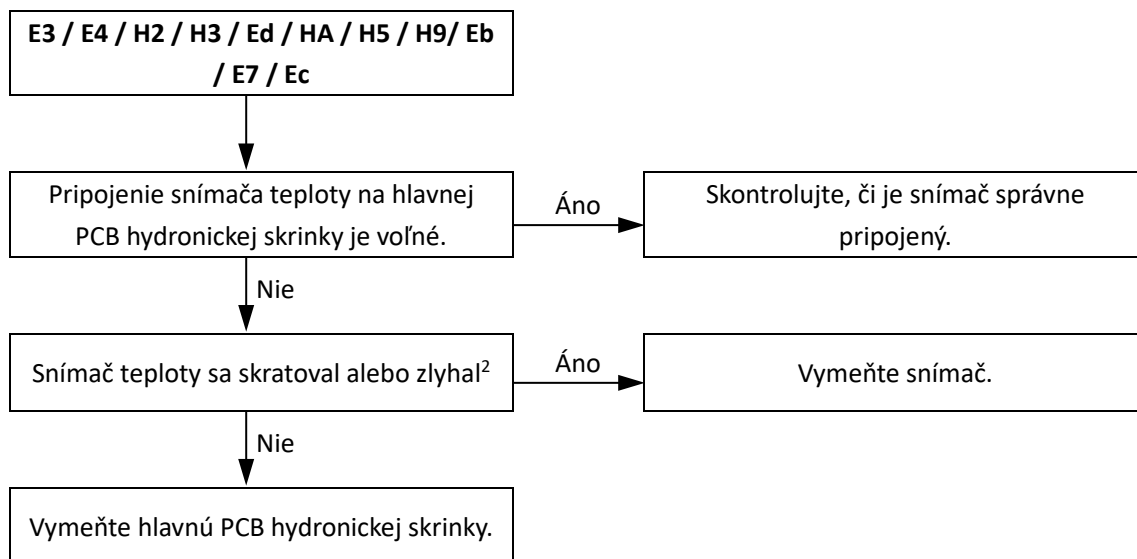 E3 / E4 / H2 / H3 / Ed / HA / H5 / H9/ Eb
/ E7 / Ec
Pripojenie snímača teploty na hlavnej
PCB hydronickej skrinky je voľné.
Áno
Skontrolujte, či je snímač správne
pripojený.
Nie
Snímač teploty sa skratoval alebo zlyhal²
Áno
Vymeňte snímač.
Nie
Vymeňte hlavnú PCB hydronickej skrinky.